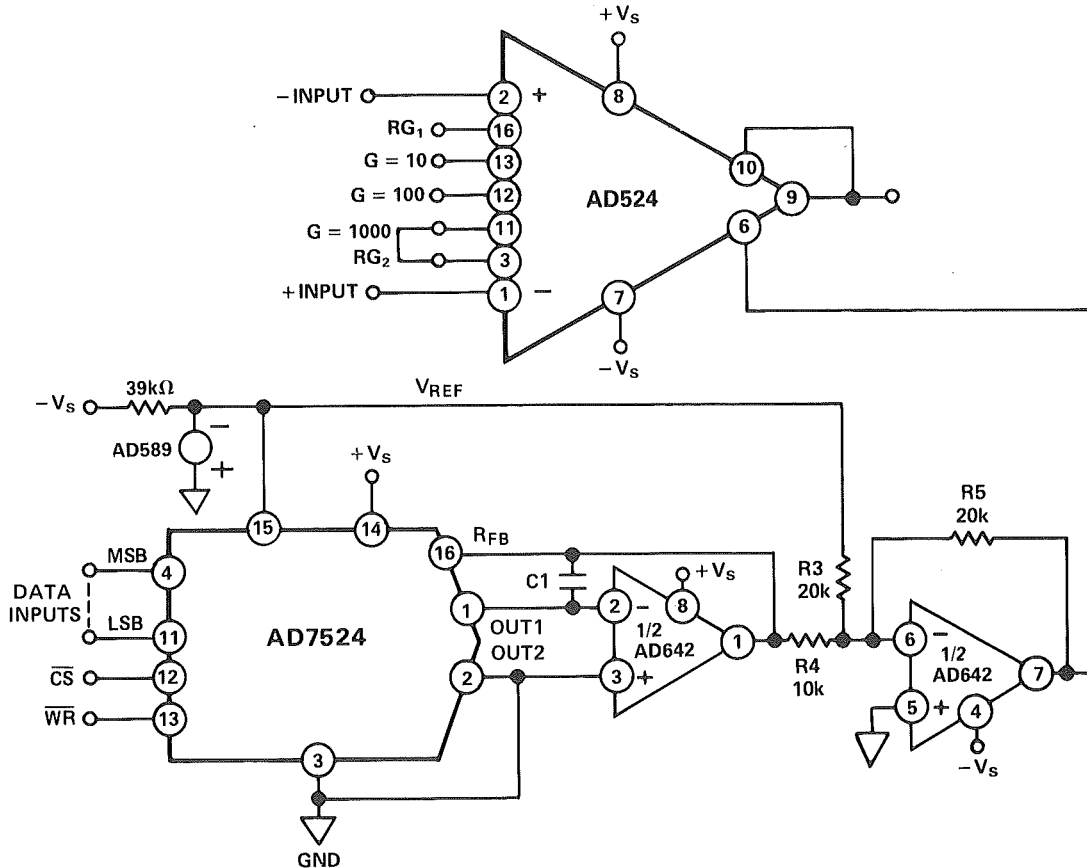 +VS
- INPUT
2
+
8
RG1
16
G = 10
13
10
G = 100
12
AD524
9
G = 1000
11
6
RG2
3
+ INPUT
1
-
7
-VS
-VS
39kΩ
VREF
AD589
-
+
+VS
15
14
RFB
16
R5
20k
MSB
4
C1
+VS
R3
20k
DATA
INPUTS
1
2
-
8
LSB
11
AD7524
OUT1
1/2
AD642
1
6
-
1/2
AD642
7
OUT2
R4
10k
CS
12
2
3
+
5
+
4
WR
13
-VS
3
GND